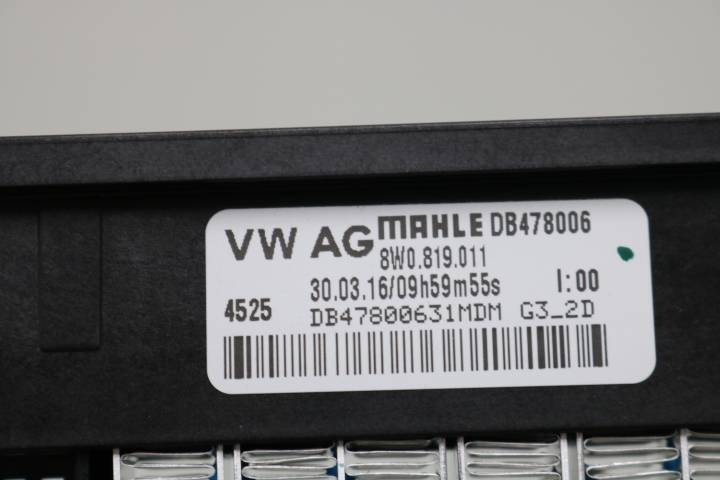 VW AG MAHLE DB478006
8W0.819.011
30.03.16/09h59m55s I:00
4525 DB47800631MDM G3_2D